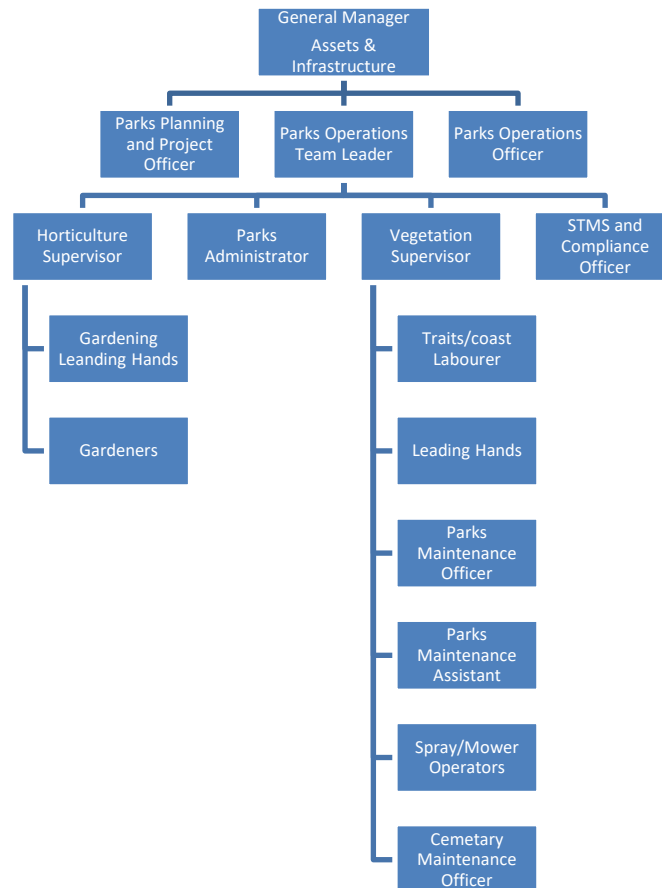 General Manager
Assets &
Infrastructure
Parks Planning
and Project
Officer
Parks Operations
Team Leader
Parks Operations
Officer
Horticulture
Supervisor
Parks
Administrator
Vegetation
Supervisor
STMS and
Compliance
Officer
Gardening
Leanding Hands
Gardeners
Traits/coast
Labourer
Leading Hands
Parks
Maintenance
Officer
Parks
Maintenance
Assistant
Spray/Mower
Operators
Cemetary
Maintenance
Officer